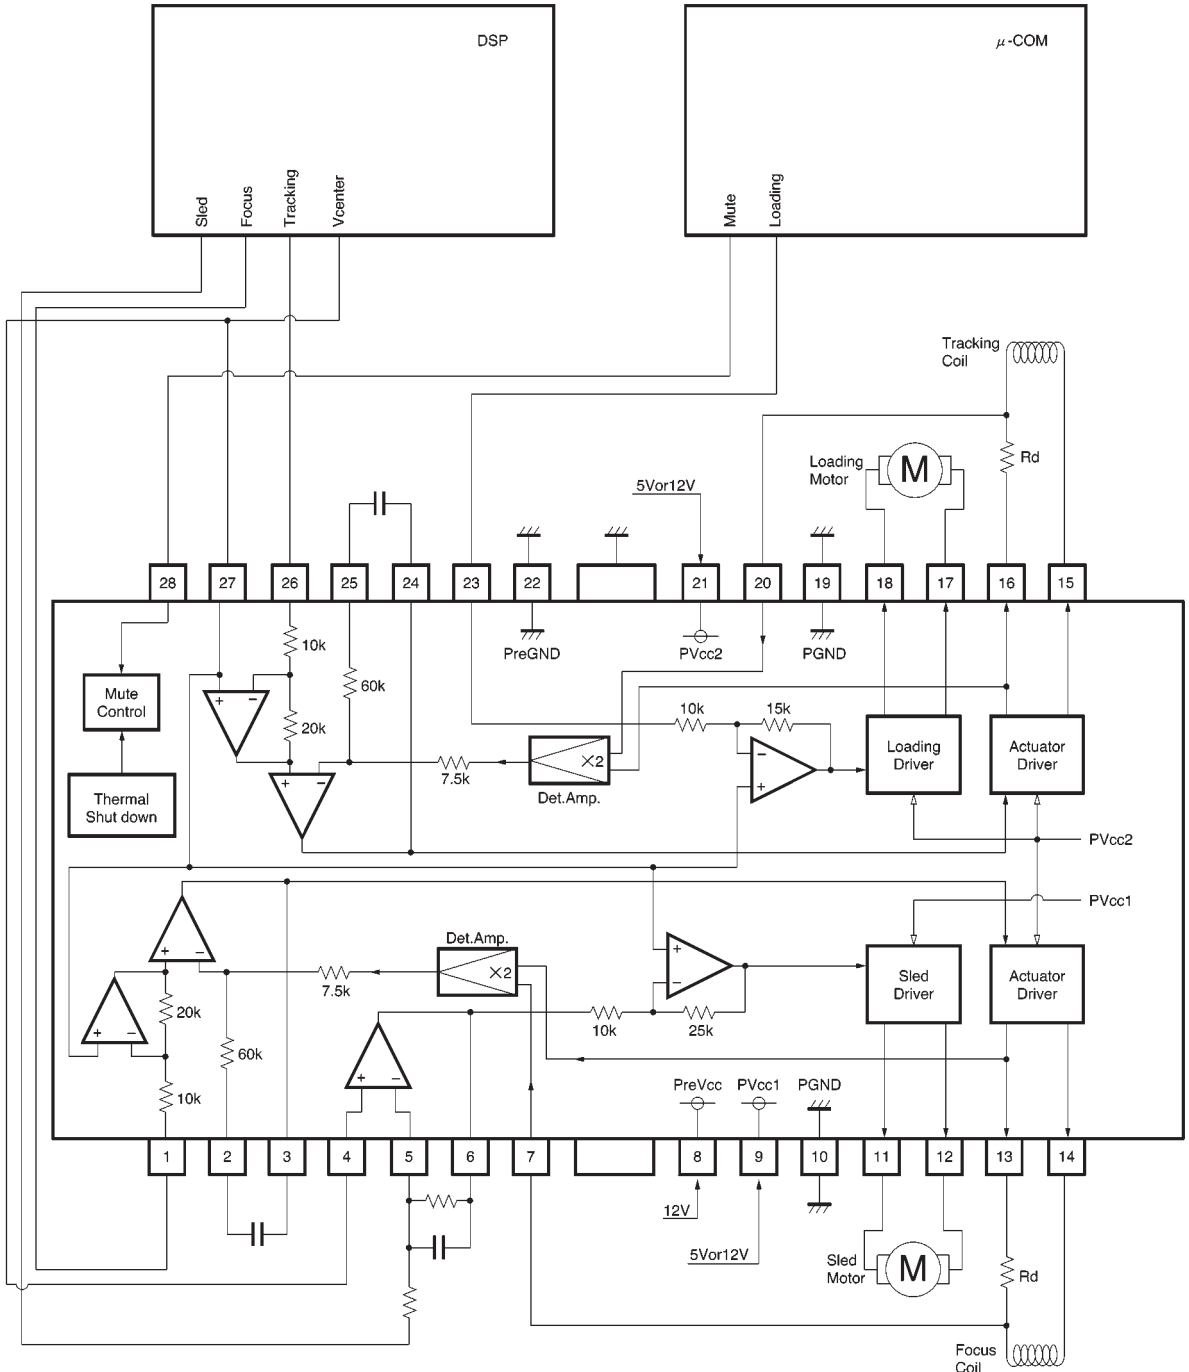 DSP
μ-COM
Sled
Focus
Tracking
Vcenter
Mute
Loading
Tracking
Coil
Rd
Loading
Motor
M
5Vor12V
28
27
26
25
24
23
22
21
20
19
18
17
16
15
PreGND
PVcc2
PGND
10k
60k
20k
Mute
Control
Thermal
Shut down
+
−
+
−
7.5k
×2
Det.Amp.
10k
15k
−
+
Loading
Driver
Actuator
Driver
PVcc2
PVcc1
+
−
Det.Amp.
×2
7.5k
+
−
Sled
Driver
Actuator
Driver
20k
+
−
60k
10k
25k
10k
+
−
PreVcc
PVcc1
PGND
1
2
3
4
5
6
7
8
9
10
11
12
13
14
12V
5Vor12V
Sled
Motor
M
Rd
Focus
Coil